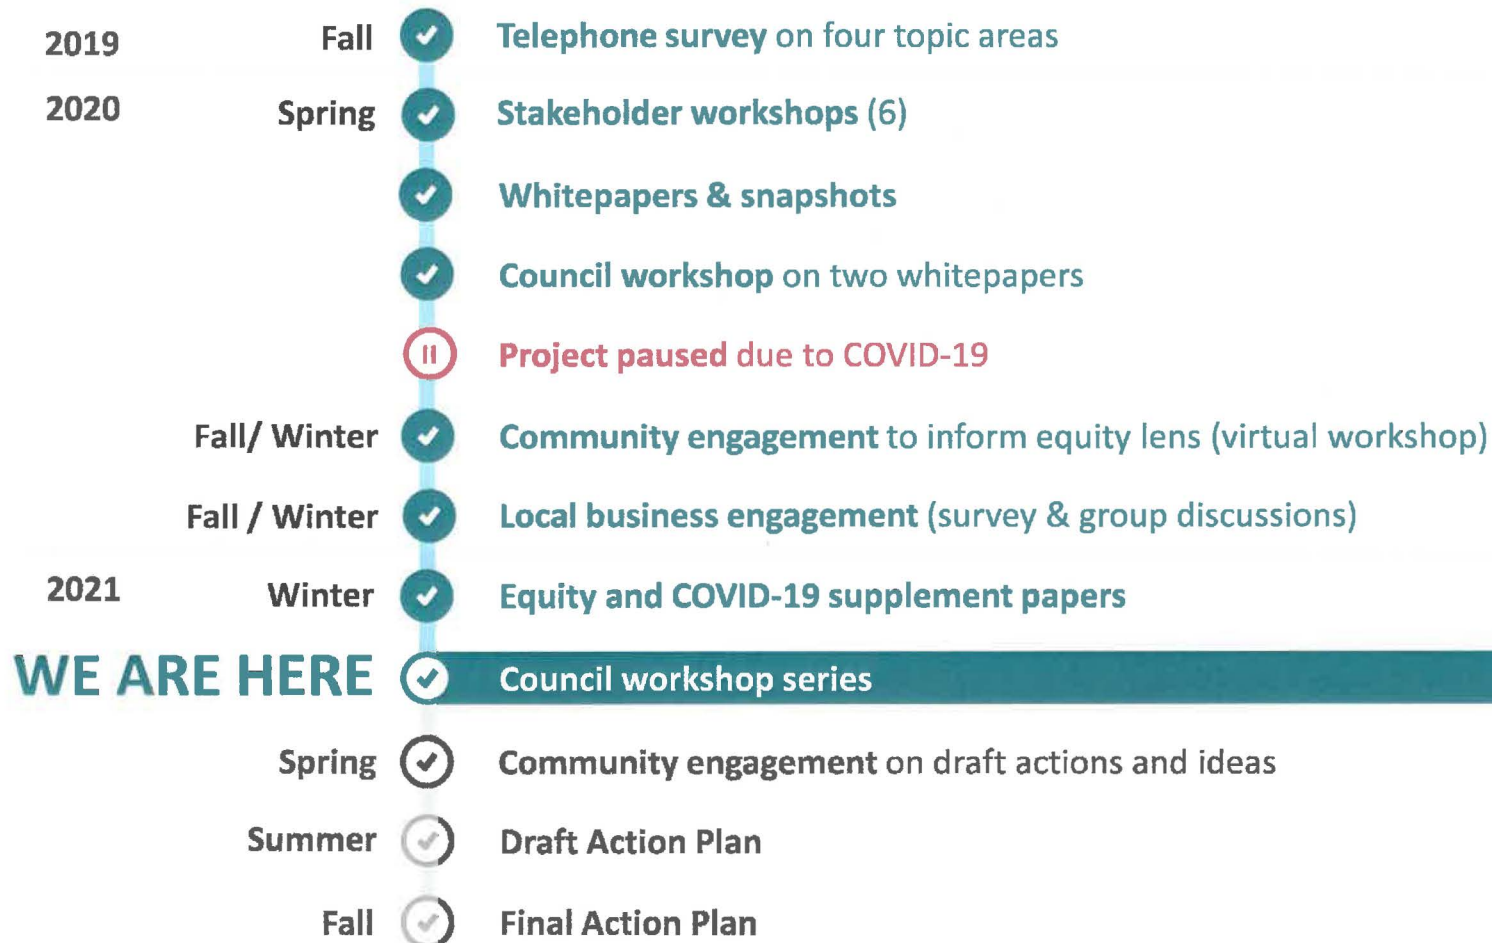 2019 Fall Telephone survey on four topic areas
2020 Spring Stakeholder workshops (6)
Whitepapers & snapshots
Council workshop on two whitepapers
Project paused due to COVID-19
Fall/ Winter Community engagement to inform equity lens (virtual workshop)
Fall / Winter Local business engagement (survey & group discussions)
2021 Winter Equity and COVID-19 supplement papers
WE ARE HERE Council workshop series
Spring Community engagement on draft actions and ideas
Summer Draft Action Plan
Fall Final Action Plan